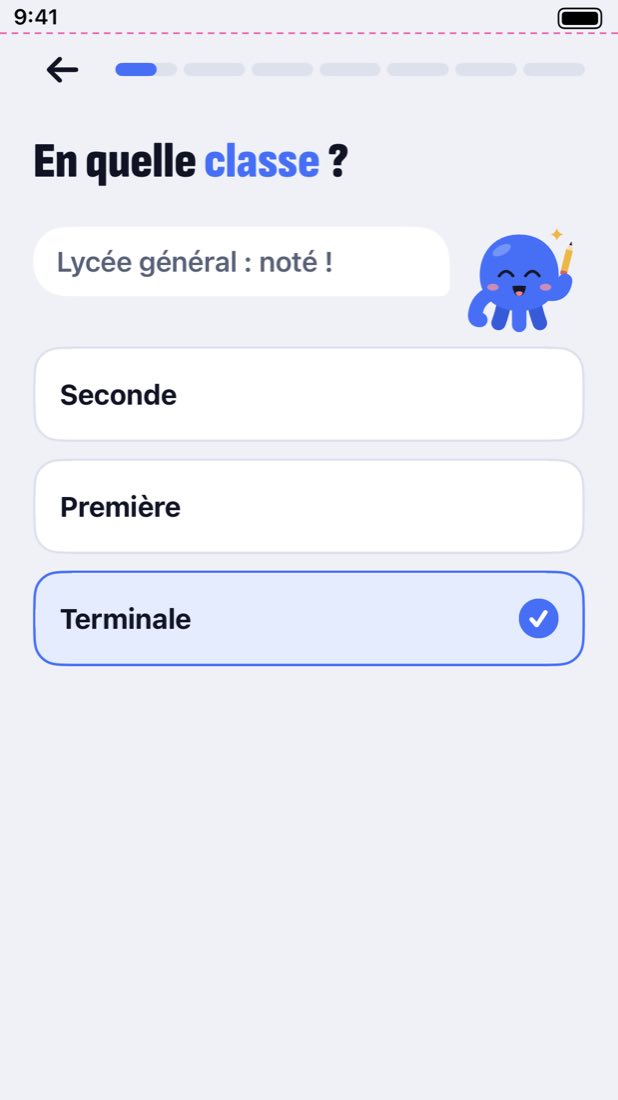 9:41
En quelle classe ?
Lycée général : noté !
Seconde
Première
Terminale